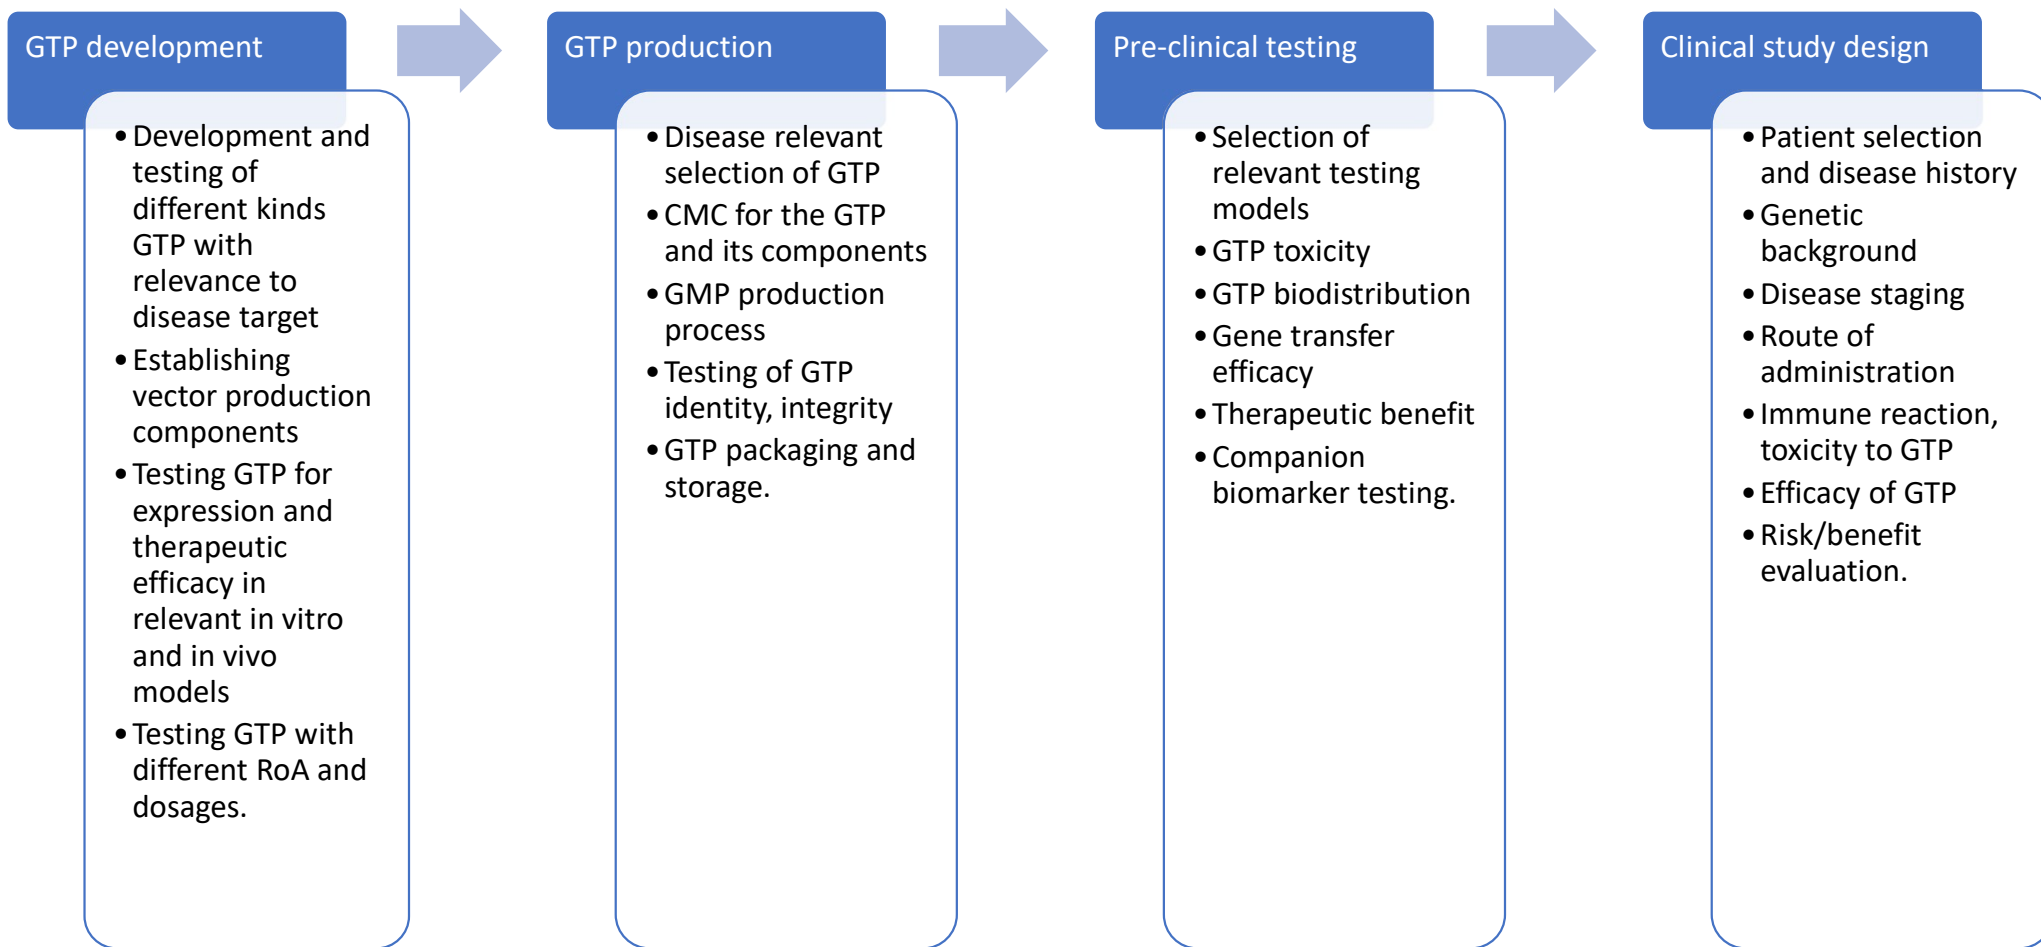 GTP development
• Development and
testing of
different kinds
GTP with
relevance to
disease target
• Establishing
vector production
components
• Testing GTP for
expression and
therapeutic
efficacy in
relevant in vitro
and in vivo
models
• Testing GTP with
different RoA and
dosages.
GTP production
• Disease relevant
selection of GTP
• CMC for the GTP
and its components
• GMP production
process
• Testing of GTP
identity, integrity
• GTP packaging and
storage.
Pre-clinical testing
• Selection of
relevant testing
models
• GTP toxicity
• GTP biodistribution
• Gene transfer
efficacy
• Therapeutic benefit
• Companion
biomarker testing.
Clinical study design
• Patient selection
and disease history
• Genetic
background
• Disease staging
• Route of
administration
• Immune reaction,
toxicity to GTP
• Efficacy of GTP
• Risk/benefit
evaluation.